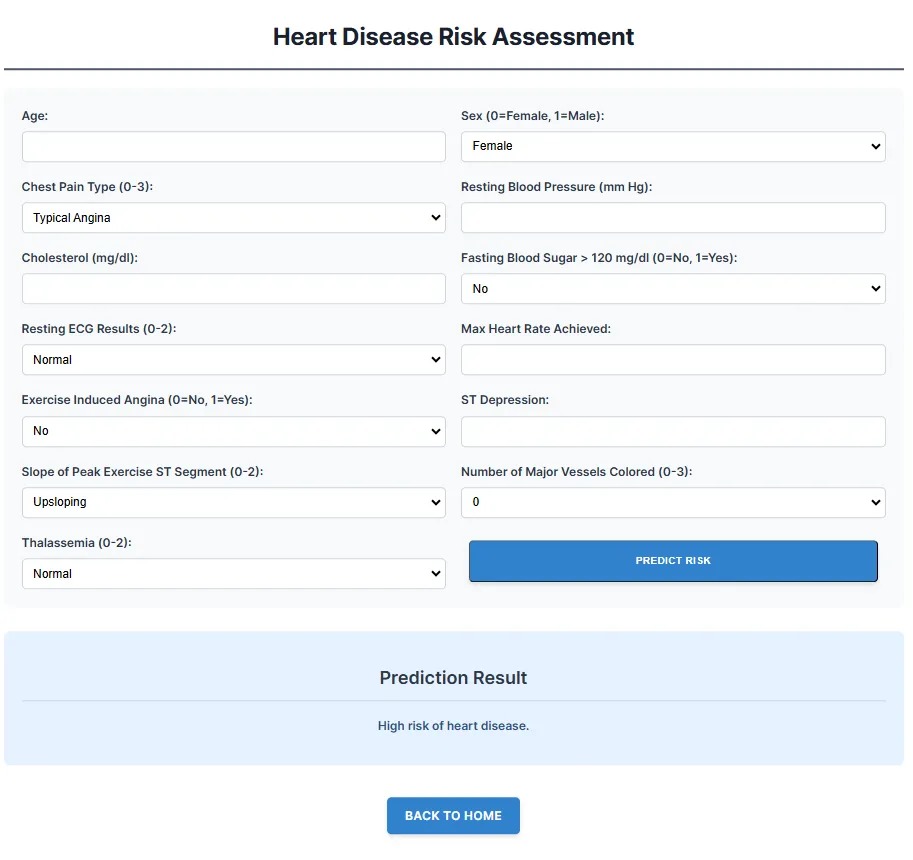 Heart Disease Risk Assessment
Age:
Sex (0=Female, 1=Male):
Female
Chest Pain Type (0-3):
Resting Blood Pressure (mm Hg):
Typical Angina
Cholesterol (mg/dl):
Fasting Blood Sugar > 120 mg/dl (0=No, 1=Yes):
No
Resting ECG Results (0-2):
Max Heart Rate Achieved:
Normal
Exercise Induced Angina (0=No, 1=Yes):
ST Depression:
No
Slope of Peak Exercise ST Segment (0-2):
Number of Major Vessels Colored (0-3):
Upsloping
0
Thalassemia (0-2):
Normal
PREDICT RISK
Prediction Result
High risk of heart disease.
BACK TO HOME